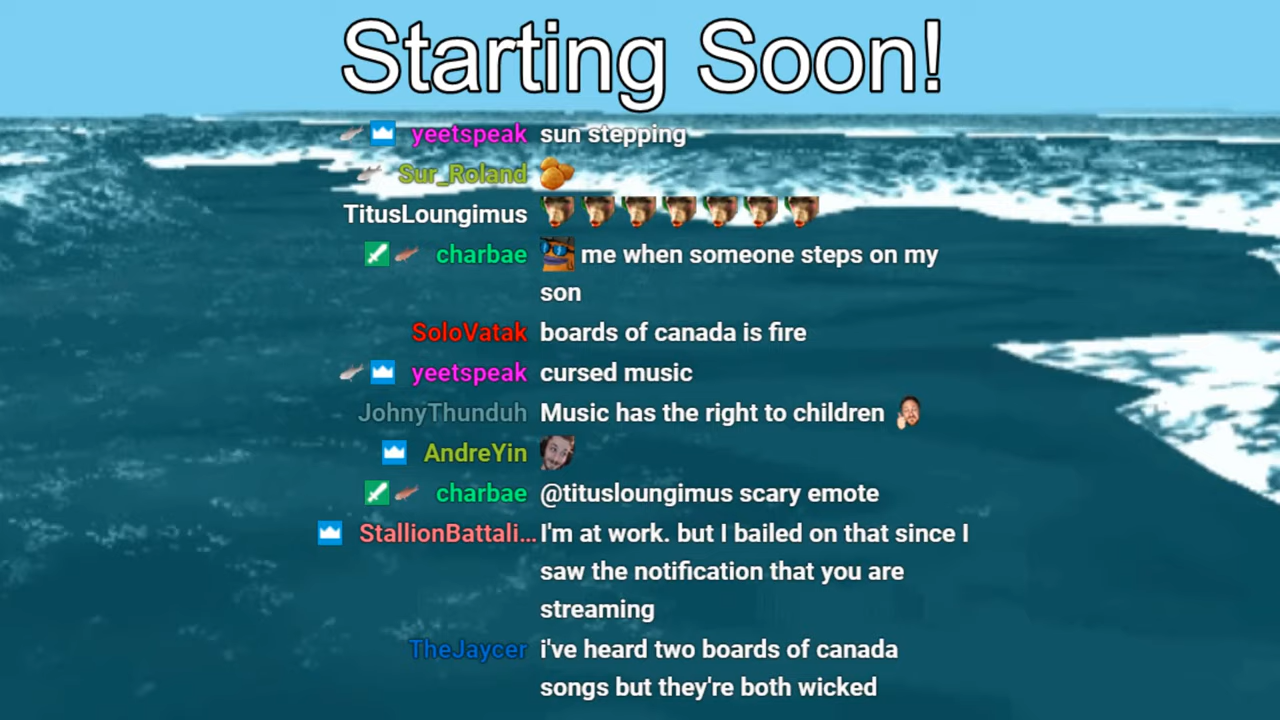 Starting Soon!
yeetspeak sun stepping
Sur_Roland
TitusLoungimus
charbae me when someone steps on my
son
SoloVatak boards of canada is fire
yeetspeak cursed music
JohnyThunduh Music has the right to children
AndreYin
charbae @titusloungimus scary emote
StallionBattali... I'm at work. but I bailed on that since I
saw the notification that you are
streaming
TheJaycer i've heard two boards of canada
songs but they're both wicked